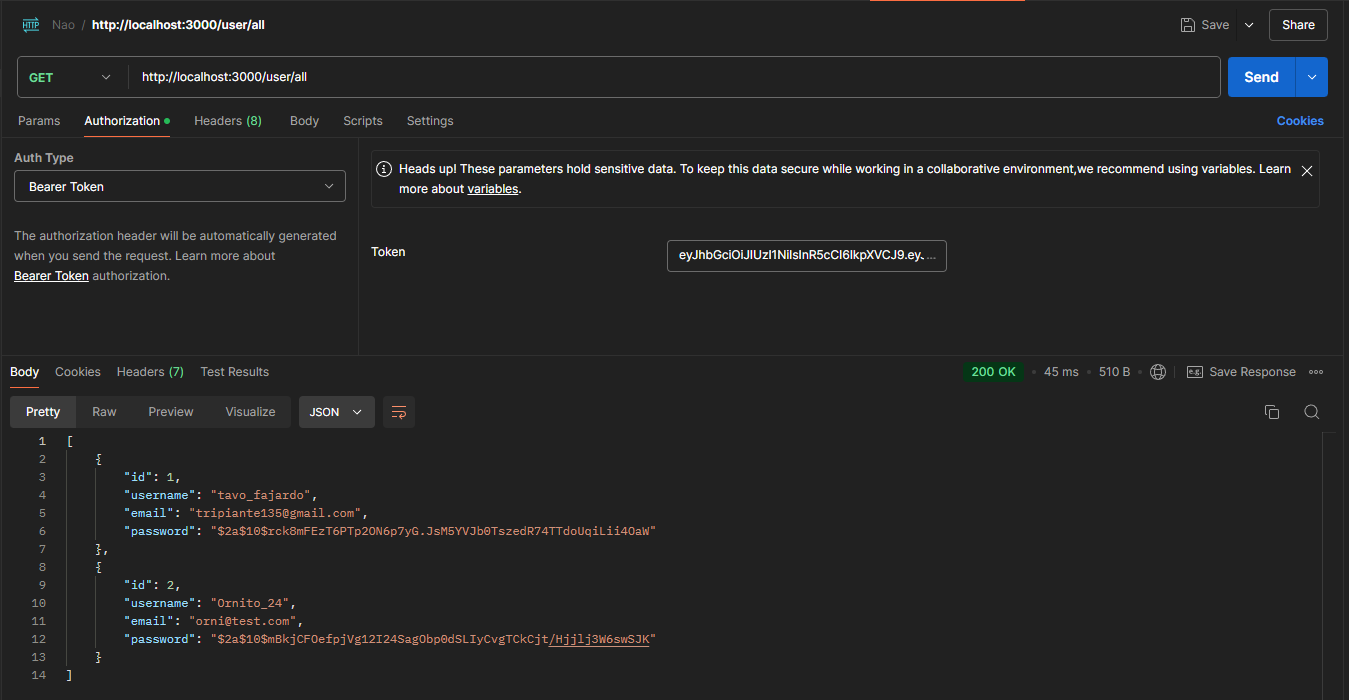 HTTP Nao / http://localhost:3000/user/all Save Share
GET http://localhost:3000/user/all Send
Params Authorization Headers (8) Body Scripts Settings Cookies
Auth Type
Bearer Token
The authorization header will be automatically generated
when you send the request. Learn more about
Bearer Token authorization.
Heads up! These parameters hold sensitive data. To keep this data secure while working in a collaborative environment,we recommend using variables. Learn
more about variables.
Token eyJhbGciOiJIUzI1NiIsInR5cCI6IkpXVCJ9.eyJ...
Body Cookies Headers (7) Test Results 200 OK • 45 ms • 510 B • e.g. Save Response
Pretty Raw Preview Visualize JSON
1 [
2 {
3 "id": 1,
4 "username": "tavo_fajardo",
5 "email": "tripiante135@gmail.com",
6 "password": "$2a$10$rck8mFEzT6PTp2ON6p7yG.JsM5YVJb0TszedR74TTdoUqiLii4OaW"
7 },
8 {
9 "id": 2,
10 "username": "Ornito_24",
11 "email": "orni@test.com",
12 "password": "$2a$10$mBkjCFOefpjVg12I24SagObp0dSLIyCvgTCkCjt/Hjjlj3W6swSJK"
13 }
14 ]